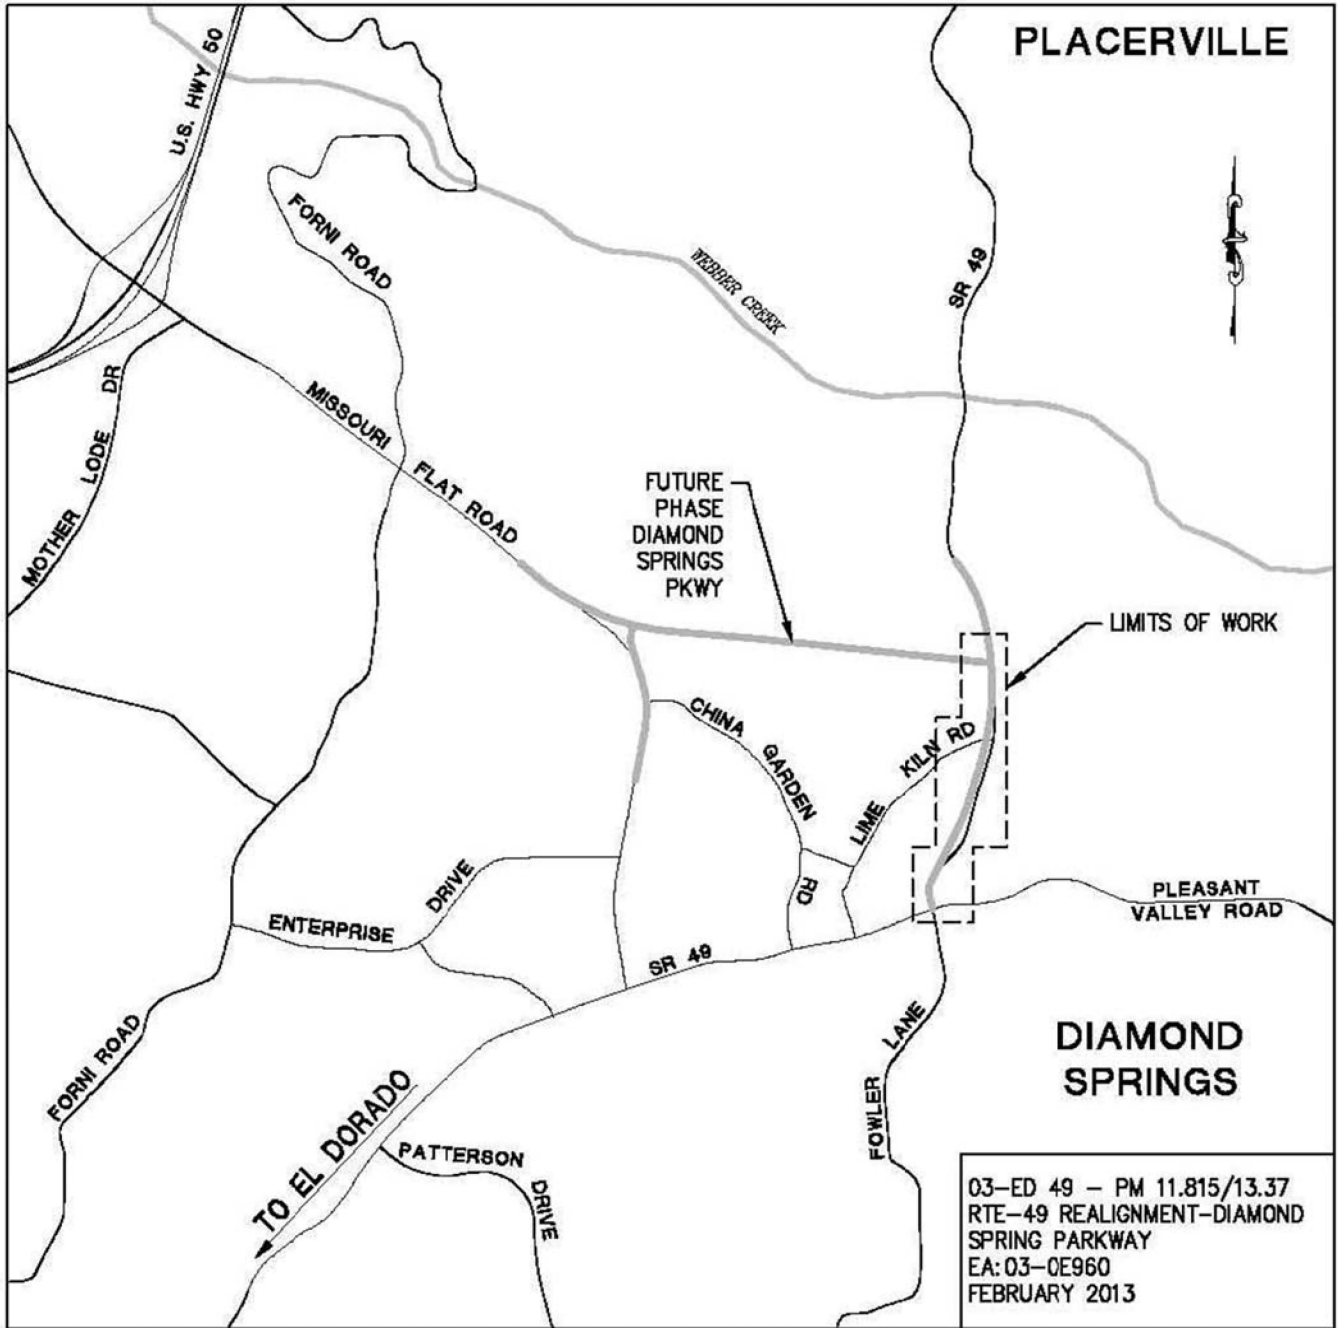 PLACERVILLE
U.S. HWY 50
FORNI ROAD
WEBBER CREEK
SR 49
MOTHER LODE DR
MISSOURI FLAT ROAD
FUTURE
PHASE
DIAMOND
SPRINGS
PKWY
LIMITS OF WORK
CHINA GARDEN RD
LIME KILN RD
PLEASANT
VALLEY ROAD
ENTERPRISE DRIVE
SR 49
FORNI ROAD
FOWLER LANE
DIAMOND
SPRINGS
TO EL DORADO
PATTERSON DRIVE
03-ED 49 - PM 11.815/13.37
RTE-49 REALIGNMENT-DIAMOND
SPRING PARKWAY
EA:03-0E960
FEBRUARY 2013